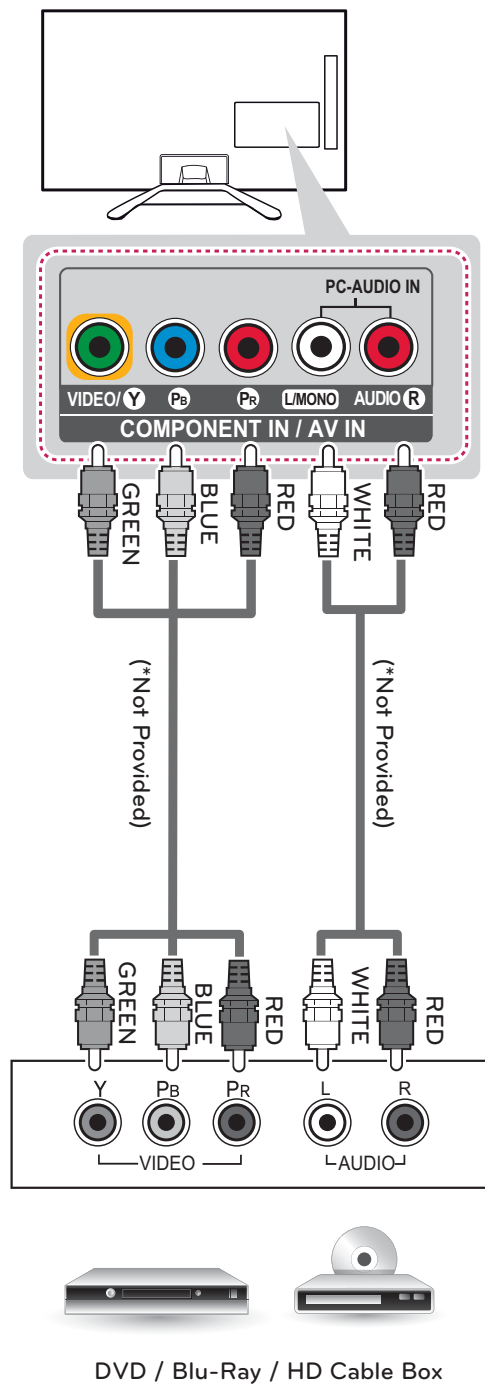 PC-AUDIO IN
VIDEO/ Y PB PR L/MONO AUDIO R
COMPONENT IN / AV IN
GREEN BLUE RED WHITE RED
(*Not Provided) (*Not Provided)
GREEN BLUE RED WHITE RED
Y PB PR L R
VIDEO AUDIO
DVD / Blu-Ray / HD Cable Box